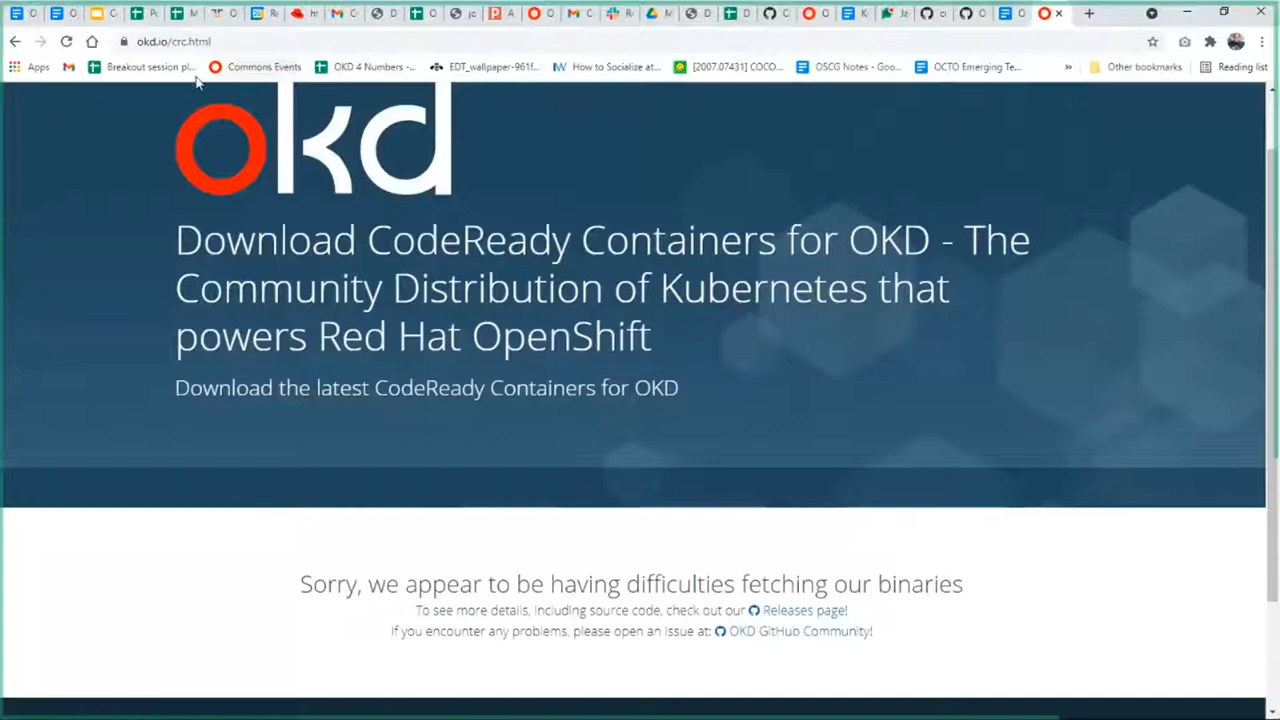 okd.io/crc.html
Apps
Breakout session pl...
Commons Events
OKD 4 Numbers -...
EDT_wallpaper-961f...
How to Socialize at...
[2007.07431] COCO...
OSCG Notes - Goo...
OCTO Emerging Te...
»
Other bookmarks
Reading list
okd
Download CodeReady Containers for OKD - The
Community Distribution of Kubernetes that
powers Red Hat OpenShift
Download the latest CodeReady Containers for OKD
Sorry, we appear to be having difficulties fetching our binaries
To see more details, including source code, check out our Releases page!
If you encounter any problems, please open an issue at: OKD GitHub Community!